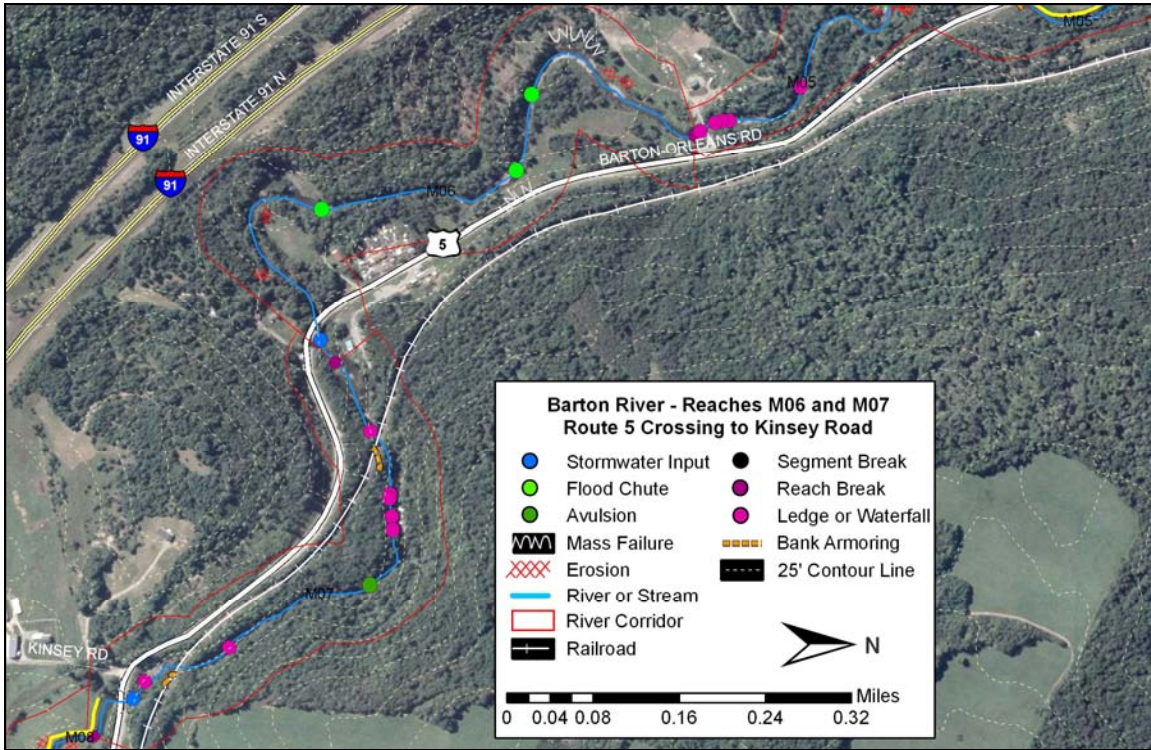 INTERSTATE 91 S
INTERSTATE 91 N
91
91
M05
M05
BARTON-ORLEANS RD
M06
5
M07
KINSEY RD
M08
Barton River - Reaches M06 and M07
Route 5 Crossing to Kinsey Road
Stormwater Input
Segment Break
Flood Chute
Reach Break
Avulsion
Ledge or Waterfall
Mass Failure
Bank Armoring
Erosion
25' Contour Line
River or Stream
River Corridor
Railroad
N
Miles
0 0.04 0.08 0.16 0.24 0.32